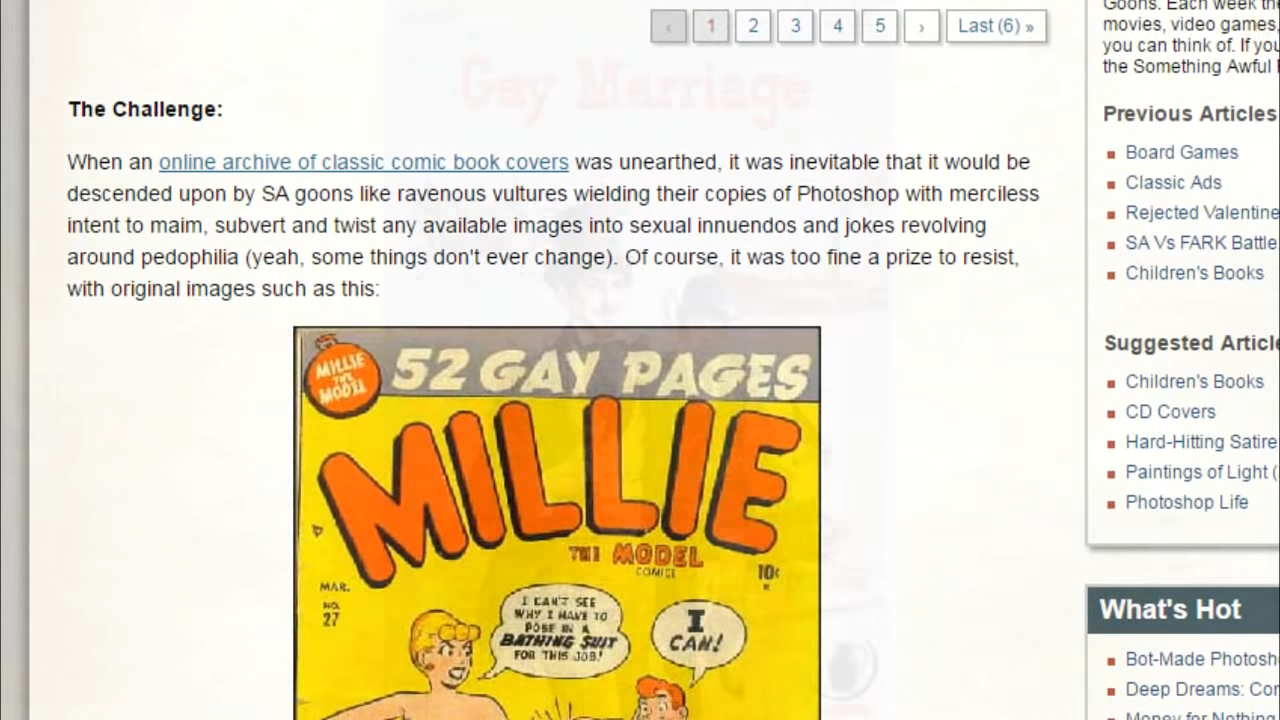 Goons. Each week the
movies, video games,
you can think of. If you
the Something Awful
‹ 1 2 3 4 5 › Last (6) »
Gay Marriage
The Challenge:
When an online archive of classic comic book covers was unearthed, it was inevitable that it would be
descended upon by SA goons like ravenous vultures wielding their copies of Photoshop with merciless
intent to maim, subvert and twist any available images into sexual innuendos and jokes revolving
around pedophilia (yeah, some things don't ever change). Of course, it was too fine a prize to resist,
with original images such as this:
MILLIE
THE
MODEL
52 GAY PAGES
MILLIE
THE MODEL
COMICS
10¢
MAR.
NO.
27
I CAN'T SEE
WHY I HAVE TO
POSE IN A
BATHING SUIT
FOR THIS JOB!
I
CAN!
Previous Articles
Board Games
Classic Ads
Rejected Valentine
SA Vs FARK Battle
Children's Books
Suggested Article
Children's Books
CD Covers
Hard-Hitting Satire
Paintings of Light (
Photoshop Life
What's Hot
Bot-Made Photosh
Deep Dreams: Cor
Money for Nothing